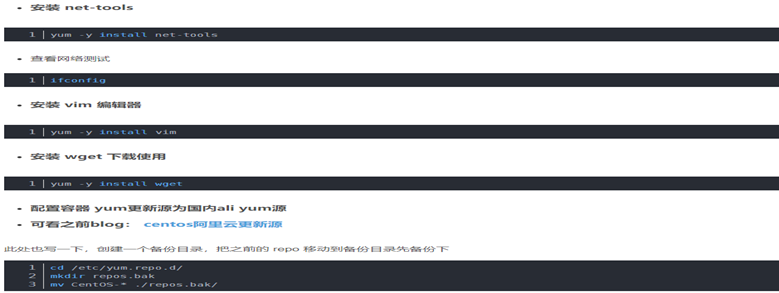 • 安装 net-tools
1 yum -y install net-tools
• 查看网络测试
1 ifconfig
• 安装 vim 编辑器
1 yum -y install vim
• 安装 wget 下载使用
1 yum -y install wget
• 配置容器 yum更新源为国内ali yum源
• 可看之前blog： centos阿里云更新源
此处也写一下，创建一个备份目录，把之前的 repo 移动到备份目录先备份下
1 cd /etc/yum.repo.d/
2 mkdir repos.bak
3 mv CentOS-* ./repos.bak/